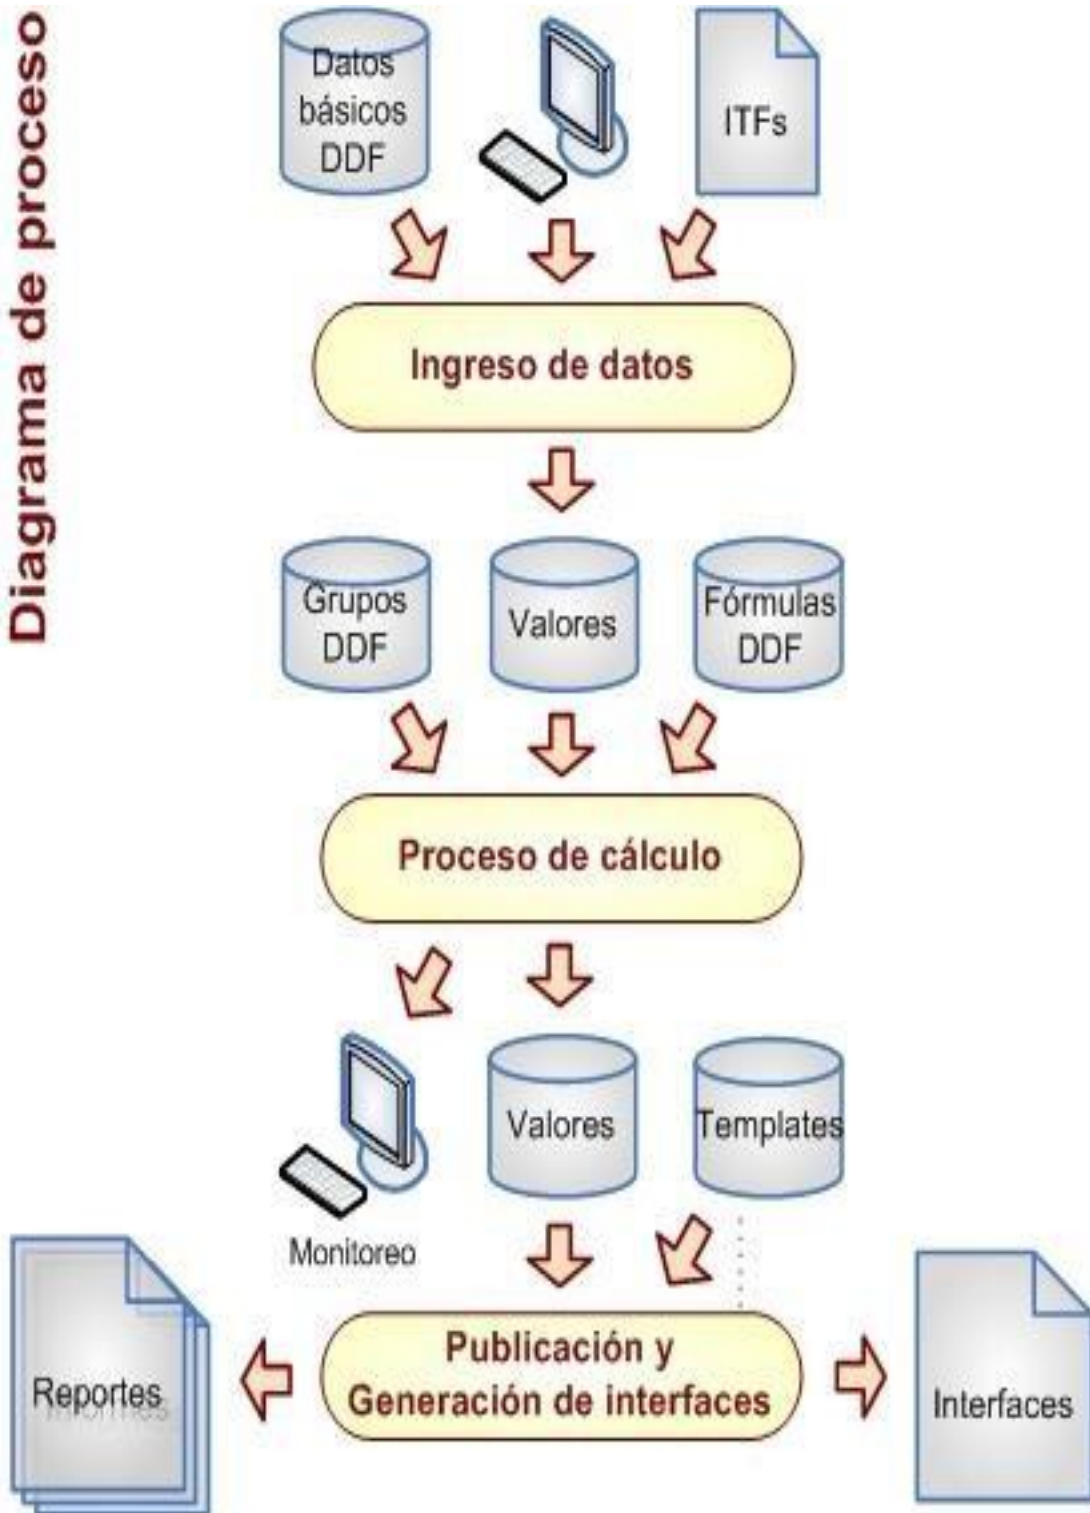 Diagrama de proceso
Datos
básicos
DDF
ITFs
Ingreso de datos
Grupos
DDF
Valores
Fórmulas
DDF
Proceso de cálculo
Valores
Templates
Monitoreo
Publicación y
Generación de interfaces
Reportes
Informes
Interfaces